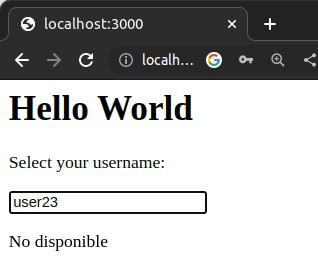 localhost:3000
localh...
Hello World
Select your username:
user23
No disponible